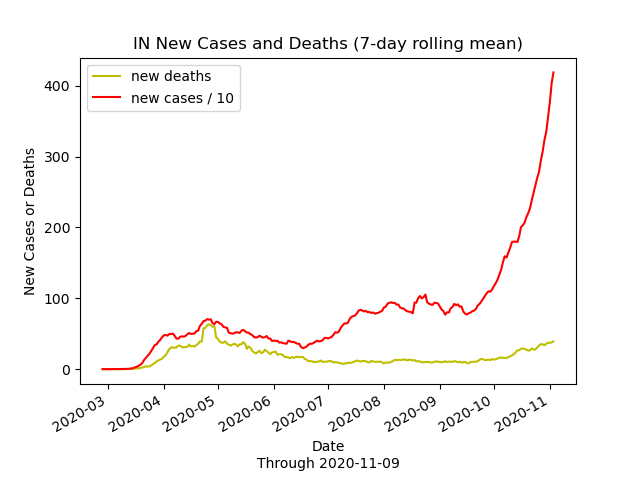 IN New Cases and Deaths (7-day rolling mean)
new deaths
new cases / 10
New Cases or Deaths
400
300
200
100
0
2020-03
2020-04
2020-05
2020-06
2020-07
2020-08
2020-09
2020-10
2020-11
Date
Through 2020-11-09